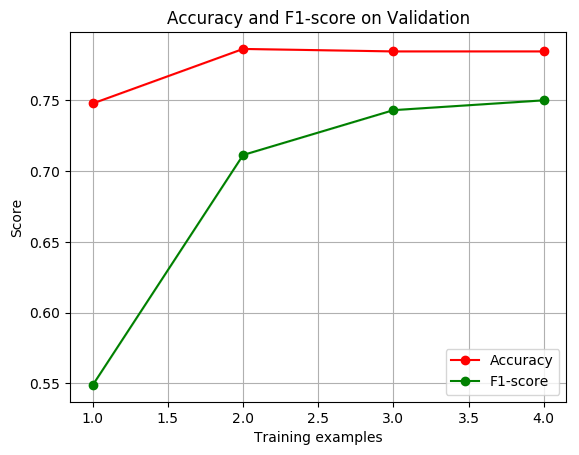 Accuracy and F1-score on Validation
Score
0.75
0.70
0.65
0.60
0.55
Accuracy
F1-score
1.0 1.5 2.0 2.5 3.0 3.5 4.0
Training examples